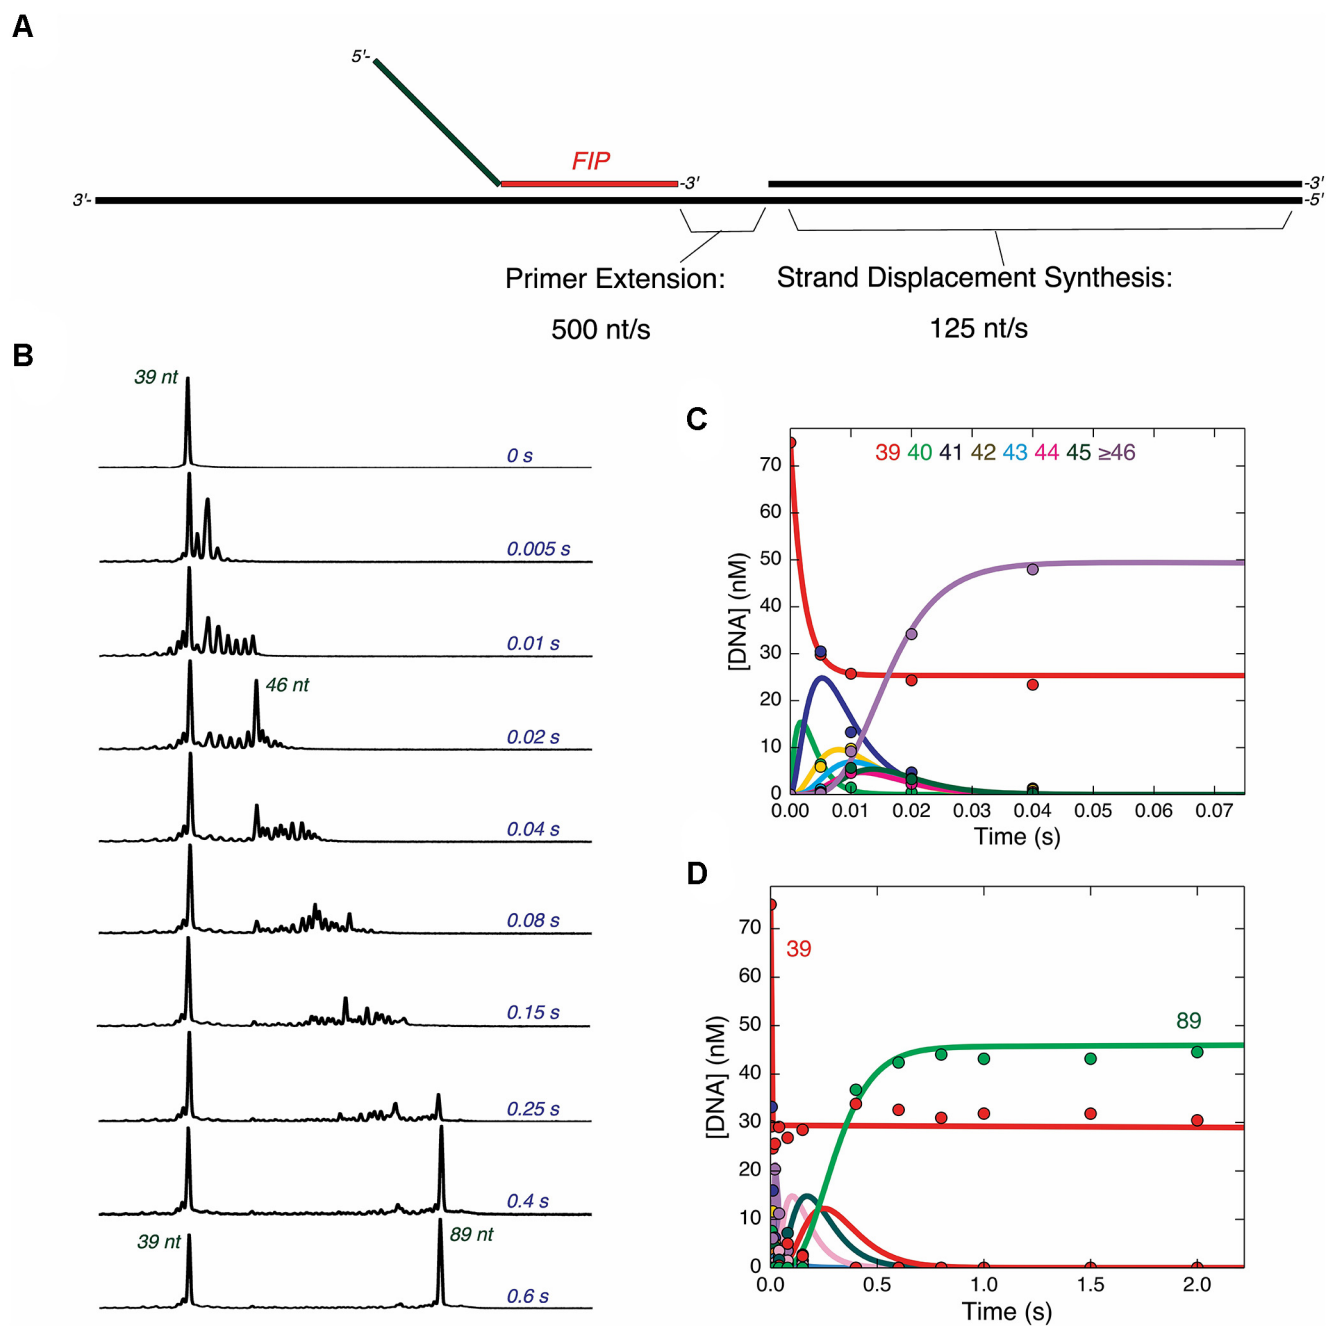 A
5'-
FIP
-3'
-3'
3'-
-5'
Primer Extension:
Strand Displacement Synthesis:
500 nt/s
125 nt/s
B
39 nt
0 s
0.005 s
0.01 s
46 nt
0.02 s
0.04 s
0.08 s
0.15 s
0.25 s
0.4 s
39 nt
89 nt
0.6 s
C
39 40 41 42 43 44 45 ≥46
70
60
50
40
30
20
10
0
[DNA] (nM)
0.00 0.01 0.02 0.03 0.04 0.05 0.06 0.07
Time (s)
D
39
89
70
60
50
40
30
20
10
0
[DNA] (nM)
0.0 0.5 1.0 1.5 2.0
Time (s)